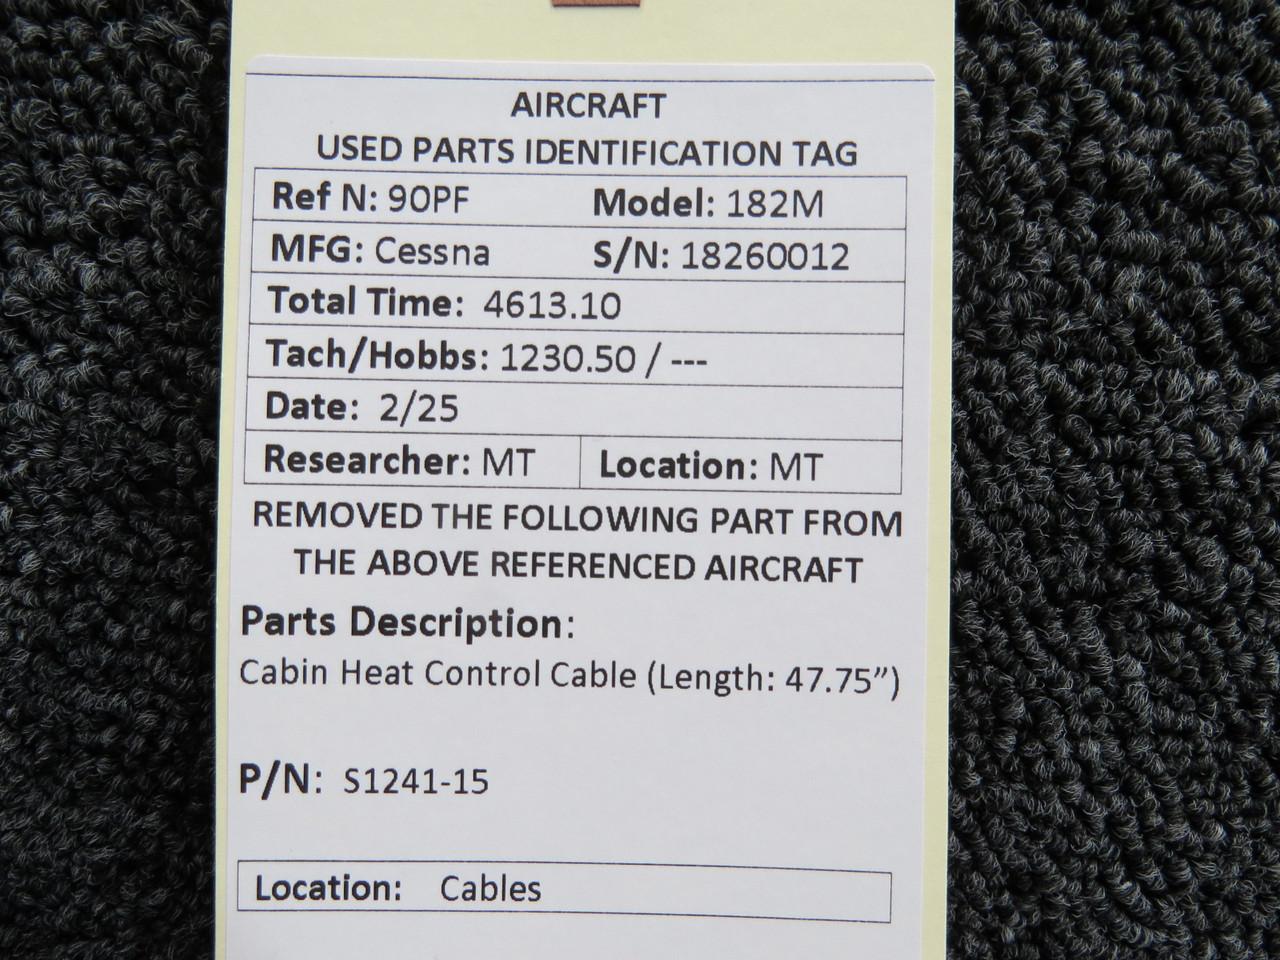 AIRCRAFT
USED PARTS IDENTIFICATION TAG
Ref N: 90PF Model: 182M
MFG: Cessna S/N: 18260012
Total Time: 4613.10
Tach/Hobbs: 1230.50 / ---
Date: 2/25
Researcher: MT Location: MT
REMOVED THE FOLLOWING PART FROM
THE ABOVE REFERENCED AIRCRAFT
Parts Description:
Cabin Heat Control Cable (Length: 47.75”)
P/N: S1241-15
Location: Cables